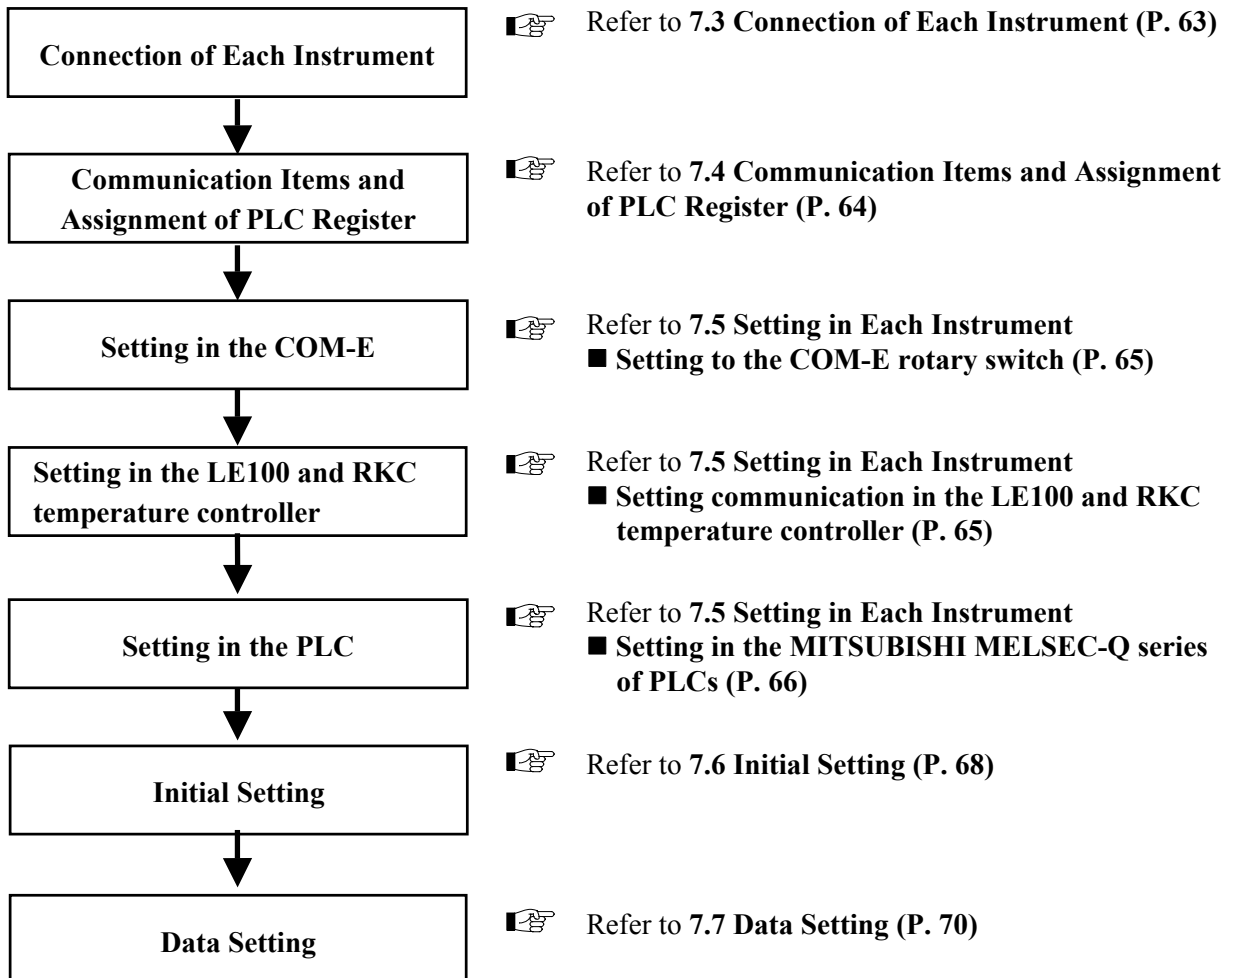 Connection of Each Instrument
Refer to 7.3 Connection of Each Instrument (P. 63)
Communication Items and
Assignment of PLC Register
Refer to 7.4 Communication Items and Assignment
of PLC Register (P. 64)
Setting in the COM-E
Refer to 7.5 Setting in Each Instrument
■ Setting to the COM-E rotary switch (P. 65)
Setting in the LE100 and RKC
temperature controller
Refer to 7.5 Setting in Each Instrument
■ Setting communication in the LE100 and RKC
temperature controller (P. 65)
Setting in the PLC
Refer to 7.5 Setting in Each Instrument
■ Setting in the MITSUBISHI MELSEC-Q series
of PLCs (P. 66)
Initial Setting
Refer to 7.6 Initial Setting (P. 68)
Data Setting
Refer to 7.7 Data Setting (P. 70)